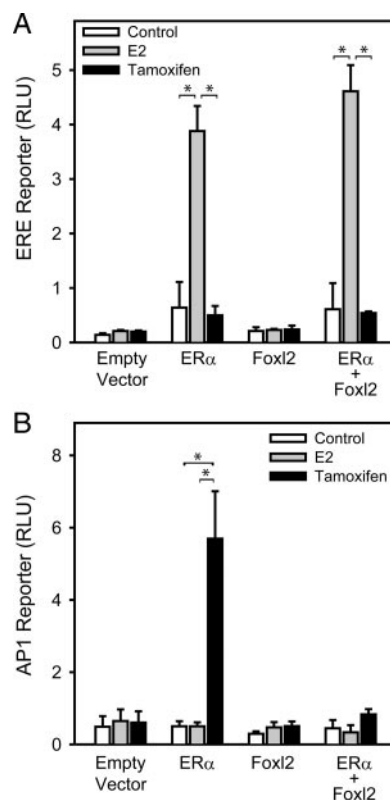 A
Control
E2
Tamoxifen
ERE Reporter (RLU)
5
4
3
2
1
0
* *
* *
Empty Vector
ERα
Foxl2
ERα + Foxl2
B
Control
E2
Tamoxifen
AP1 Reporter (RLU)
8
6
4
2
0
*
*
Empty Vector
ERα
Foxl2
ERα + Foxl2